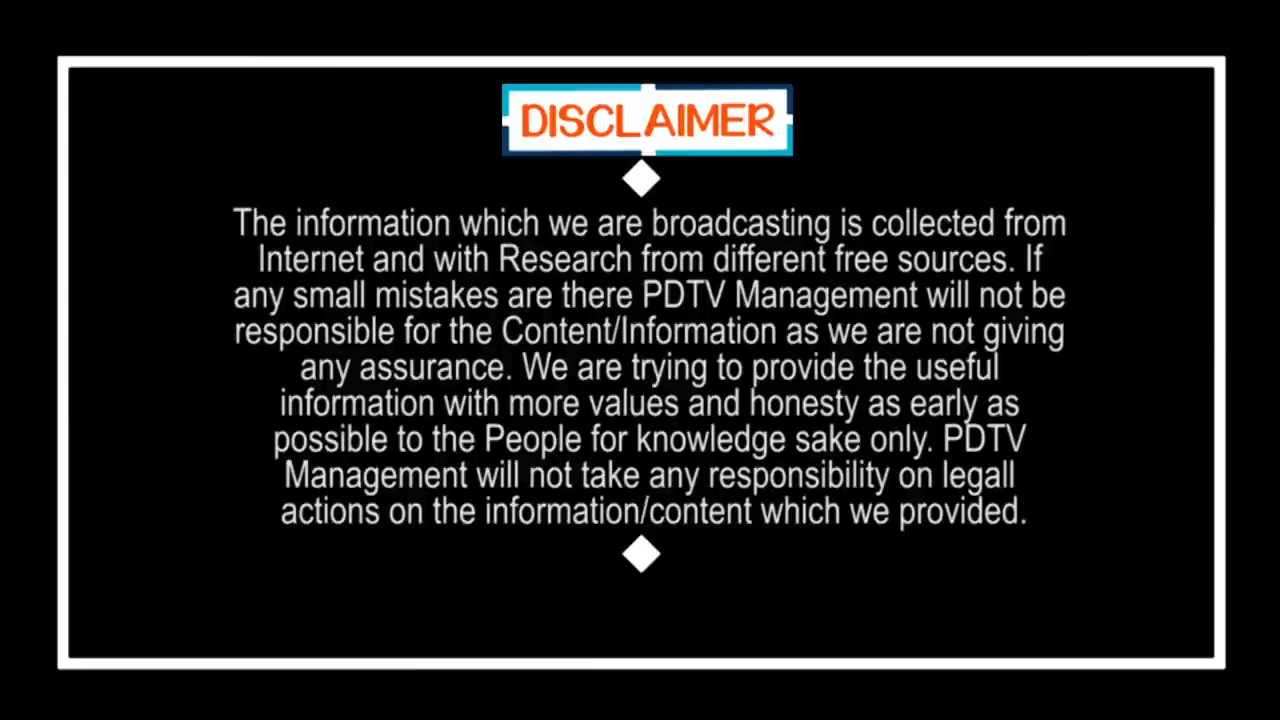 DISCLAIMER
The information which we are broadcasting is collected from
Internet and with Research from different free sources. If
any small mistakes are there PDTV Management will not be
responsible for the Content/Information as we are not giving
any assurance. We are trying to provide the useful
information with more values and honesty as early as
possible to the People for knowledge sake only. PDTV
Management will not take any responsibility on legall
actions on the information/content which we provided.